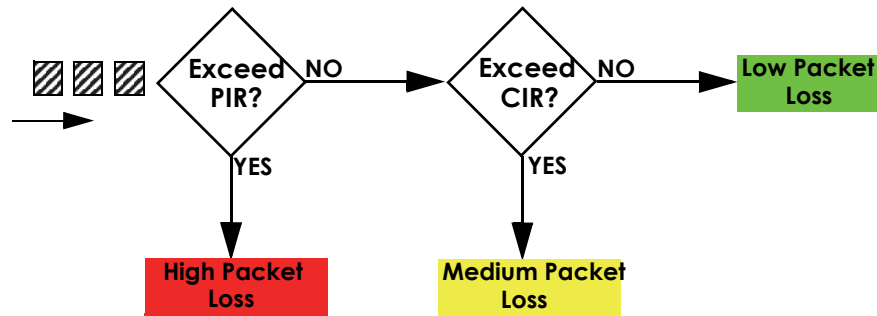 Exceed
PIR?
NO
Exceed
CIR?
NO
Low Packet
Loss
YES
YES
High Packet
Loss
Medium Packet
Loss